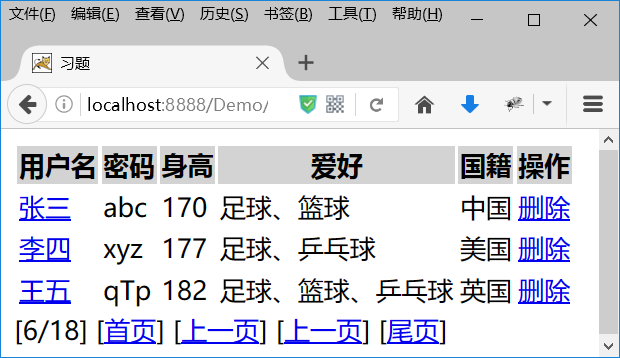 文件(F) 编辑(E) 查看(V) 历史(S) 书签(B) 工具(T) 帮助(H)
习题
localhost:8888/Demo/
用户名 密码 身高 爱好 国籍 操作
张三 abc 170 足球、篮球 中国 删除
李四 xyz 177 足球、乒乓球 美国 删除
王五 qTp 182 足球、篮球、乒乓球 英国 删除
[6/18] [首页] [上一页] [上一页] [尾页]